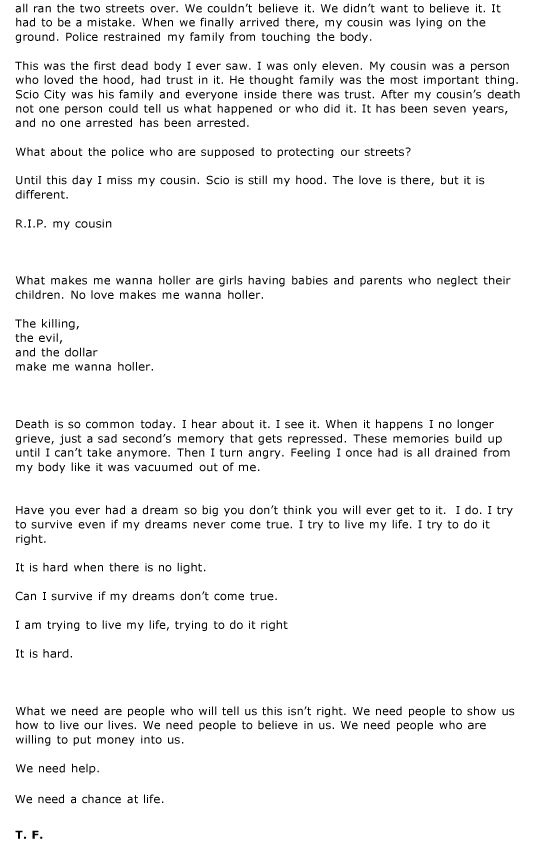 all ran the two streets over. We couldn’t believe it. We didn’t want to believe it. It
had to be a mistake. When we finally arrived there, my cousin was lying on the
ground. Police restrained my family from touching the body.
This was the first dead body I ever saw. I was only eleven. My cousin was a person
who loved the hood, had trust in it. He thought family was the most important thing.
Scio City was his family and everyone inside there was trust. After my cousin’s death
not one person could tell us what happened or who did it. It has been seven years,
and no one arrested has been arrested.
What about the police who are supposed to protecting our streets?
Until this day I miss my cousin. Scio is still my hood. The love is there, but it is
different.
R.I.P. my cousin
What makes me wanna holler are girls having babies and parents who neglect their
children. No love makes me wanna holler.
The killing,
the evil,
and the dollar
make me wanna holler.
Death is so common today. I hear about it. I see it. When it happens I no longer
grieve, just a sad second’s memory that gets repressed. These memories build up
until I can’t take anymore. Then I turn angry. Feeling I once had is all drained from
my body like it was vacuumed out of me.
Have you ever had a dream so big you don’t think you will ever get to it.  I do. I try
to survive even if my dreams never come true. I try to live my life. I try to do it
right.
It is hard when there is no light.
Can I survive if my dreams don’t come true.
I am trying to live my life, trying to do it right
It is hard.
What we need are people who will tell us this isn’t right. We need people to show us
how to live our lives. We need people to believe in us. We need people who are
willing to put money into us.
We need help.
We need a chance at life.
T. F.